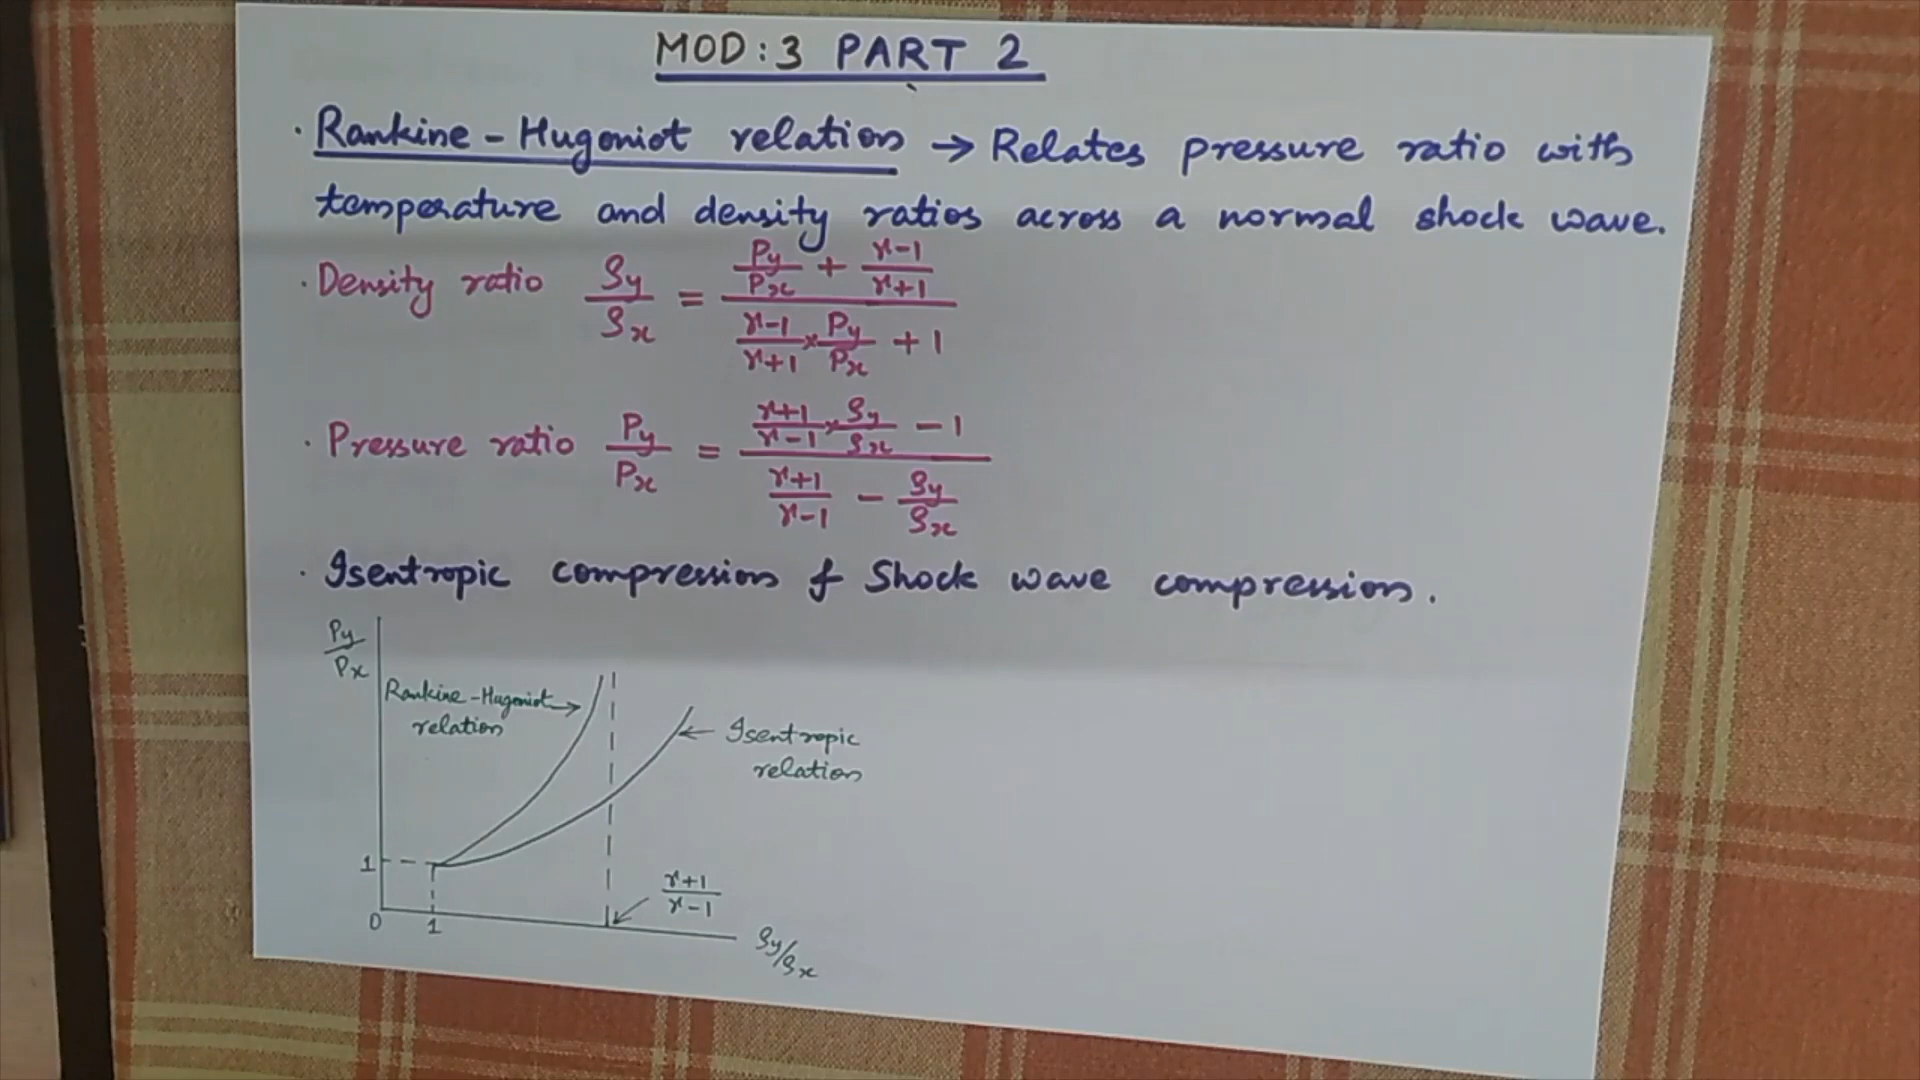 MOD:3 PART 2
· Rankine-Hugoniot relation → Relates pressure ratio with
temperature and density ratios across a normal shock wave.
· Density ratio ρy/ρx = (Py/Px + (γ-1)/(γ+1)) / ((γ-1)/(γ+1) × Py/Px + 1)
· Pressure ratio Py/Px = ((γ+1)/(γ-1) × ρy/ρx - 1) / ((γ+1)/(γ-1) - ρy/ρx)
· Isentropic compression & Shock wave compression.
Py/Px
Rankine-Hugoniot →
relation
← Isentropic
relation
1
(γ+1)/(γ-1)
0
1
ρy/ρx